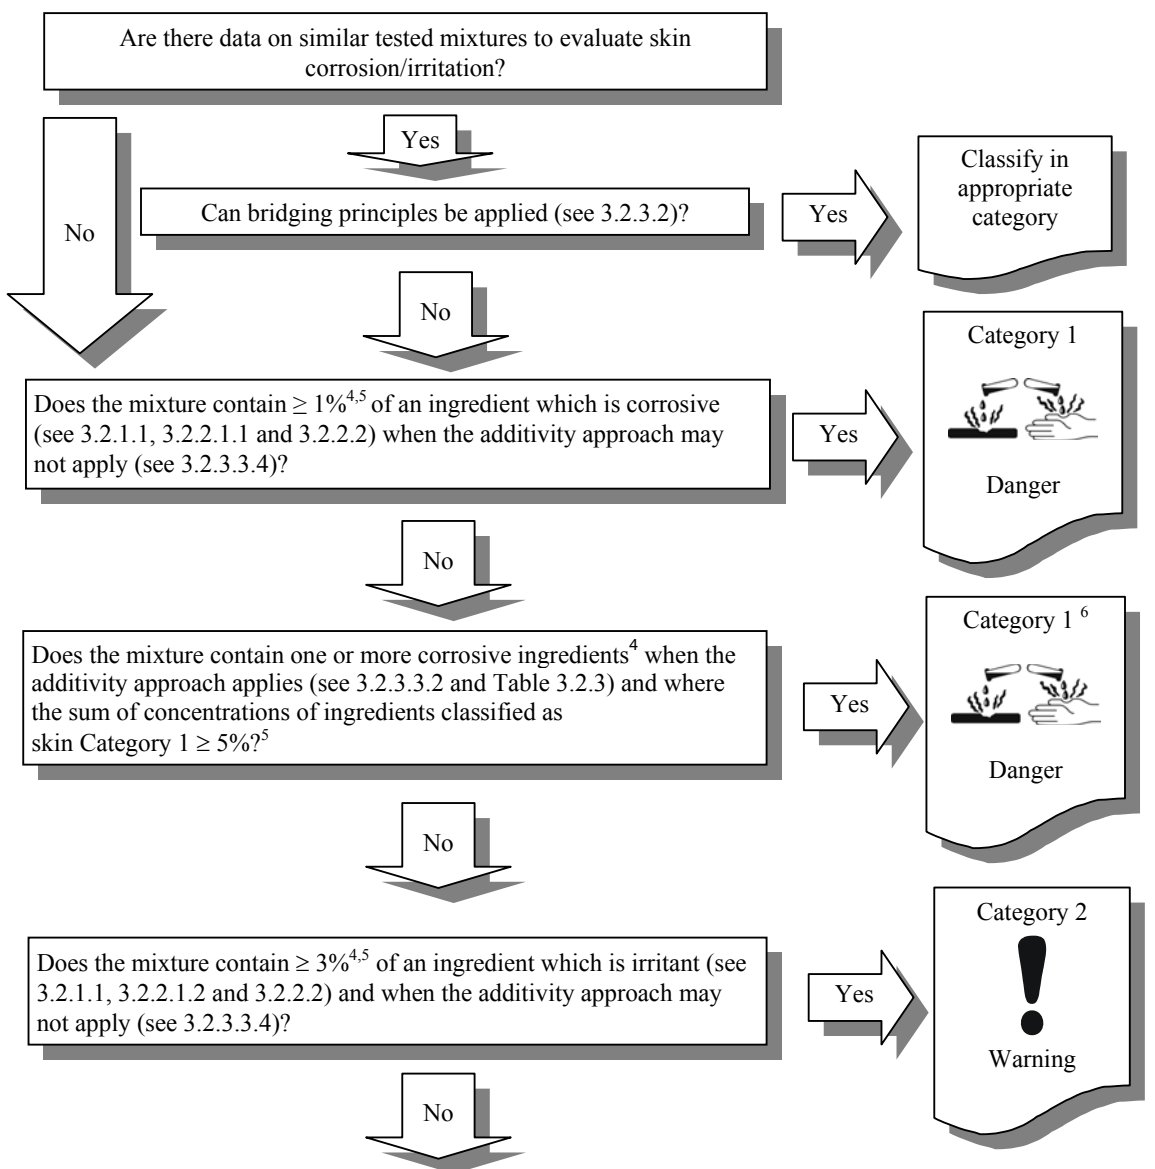 Are there data on similar tested mixtures to evaluate skin
corrosion/irritation?
Yes
No
Can bridging principles be applied (see 3.2.3.2)?
Yes
Classify in
appropriate
category
No
Does the mixture contain ≥ 1%⁴,⁵ of an ingredient which is corrosive
(see 3.2.1.1, 3.2.2.1.1 and 3.2.2.2) when the additivity approach may
not apply (see 3.2.3.3.4)?
Yes
Category 1
Danger
No
Does the mixture contain one or more corrosive ingredients⁴ when the
additivity approach applies (see 3.2.3.3.2 and Table 3.2.3) and where
the sum of concentrations of ingredients classified as
skin Category 1 ≥ 5%?⁵
Yes
Category 1 ⁶
Danger
No
Does the mixture contain ≥ 3%⁴,⁵ of an ingredient which is irritant (see
3.2.1.1, 3.2.2.1.2 and 3.2.2.2) and when the additivity approach may
not apply (see 3.2.3.3.4)?
Yes
Category 2
Warning
No